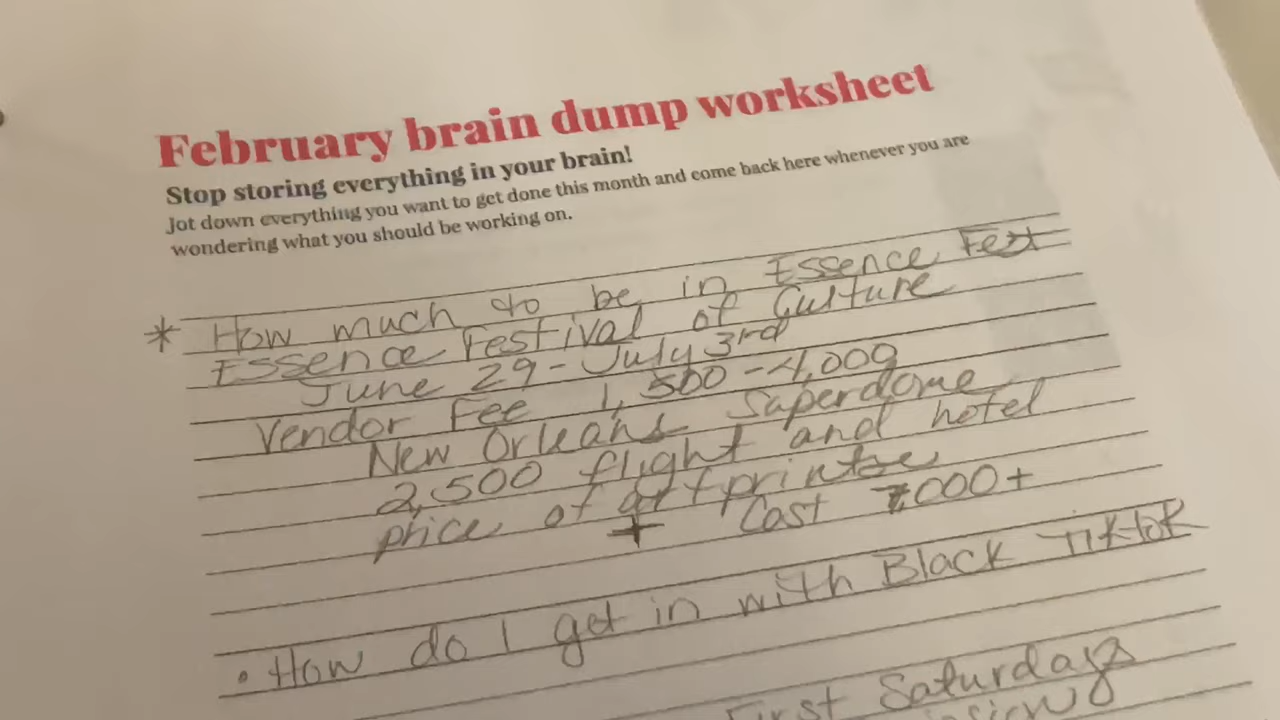 February brain dump worksheet
Stop storing everything in your brain!
Jot down everything you want to get done this month and come back here whenever you are
wondering what you should be working on.
* How much to be in Essence Fest
Essence Festival of Culture
June 29 - July 3rd
Vendor Fee 1,500 - 4,000
New Orleans Superdome
2,500 flight and hotel
price of art prints
+ Cost 7000+
• How do I get in with Black TikTok
First Saturdays